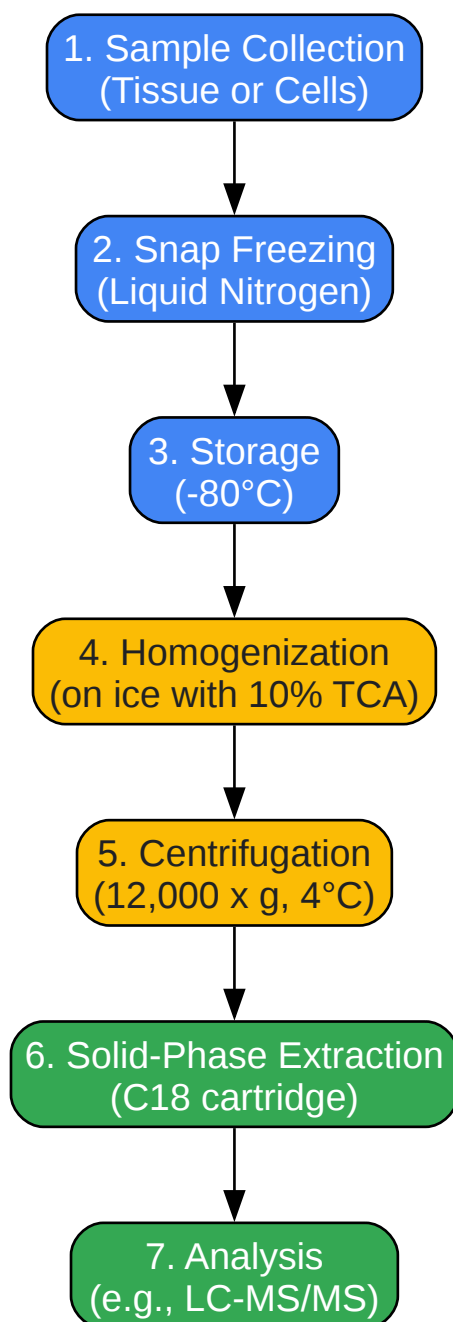 1. Sample Collection
(Tissue or Cells)
2. Snap Freezing
(Liquid Nitrogen)
3. Storage
(-80°C)
4. Homogenization
(on ice with 10% TCA)
5. Centrifugation
(12,000 x g, 4°C)
6. Solid-Phase Extraction
(C18 cartridge)
7. Analysis
(e.g., LC-MS/MS)